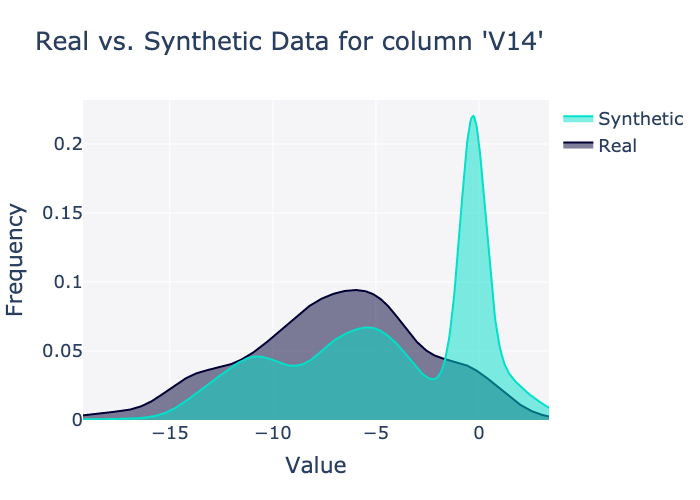 Real vs. Synthetic Data for column 'V14'
Synthetic
Real
0.2
0.15
0.1
0.05
0
−15
−10
−5
0
Frequency
Value